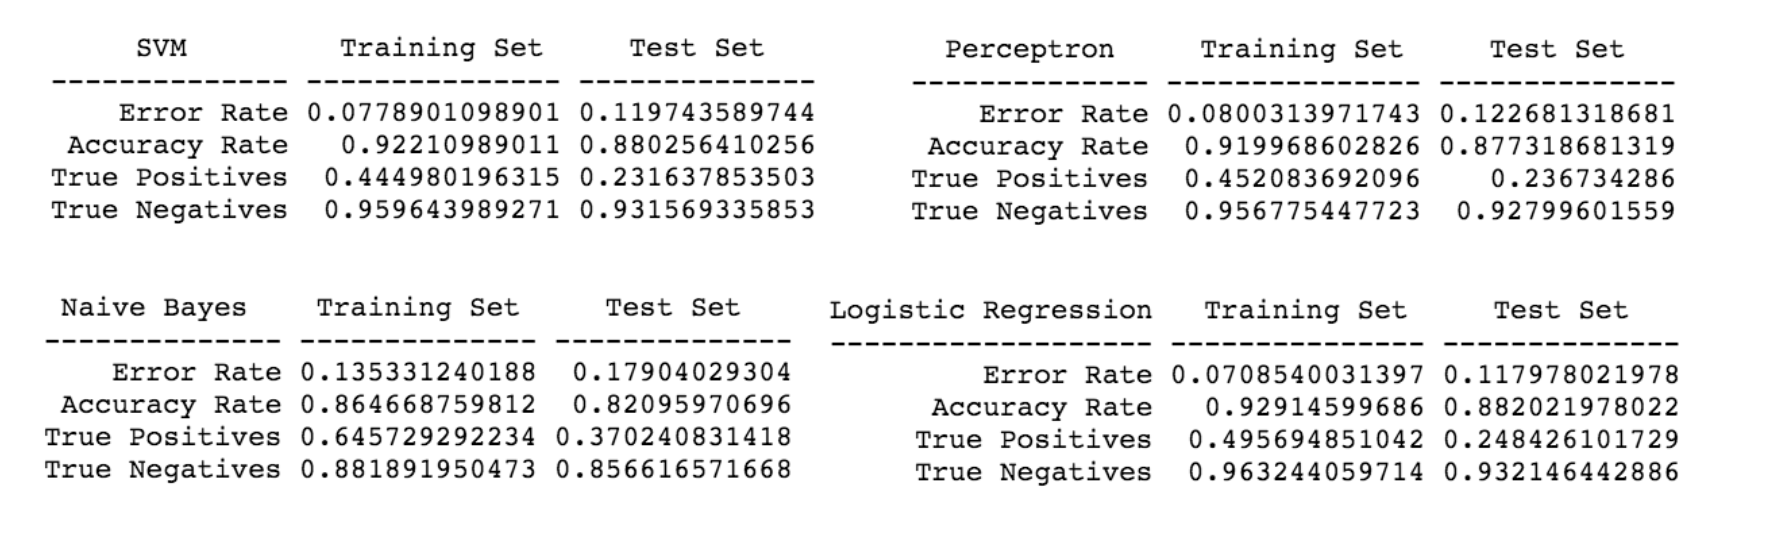 SVM Training Set Test Set
-------------- --------------- --------------
Error Rate 0.0778901098901 0.119743589744
Accuracy Rate 0.92210989011 0.880256410256
True Positives 0.444980196315 0.231637853503
True Negatives 0.959643989271 0.931569335853
Perceptron Training Set Test Set
-------------- --------------- --------------
Error Rate 0.0800313971743 0.122681318681
Accuracy Rate 0.919968602826 0.877318681319
True Positives 0.452083692096 0.236734286
True Negatives 0.956775447723 0.92799601559
Naive Bayes Training Set Test Set
-------------- -------------- --------------
Error Rate 0.135331240188 0.17904029304
Accuracy Rate 0.864668759812 0.82095970696
True Positives 0.645729292234 0.370240831418
True Negatives 0.881891950473 0.856616571668
Logistic Regression Training Set Test Set
------------------- --------------- --------------
Error Rate 0.0708540031397 0.117978021978
Accuracy Rate 0.92914599686 0.882021978022
True Positives 0.495694851042 0.248426101729
True Negatives 0.963244059714 0.932146442886